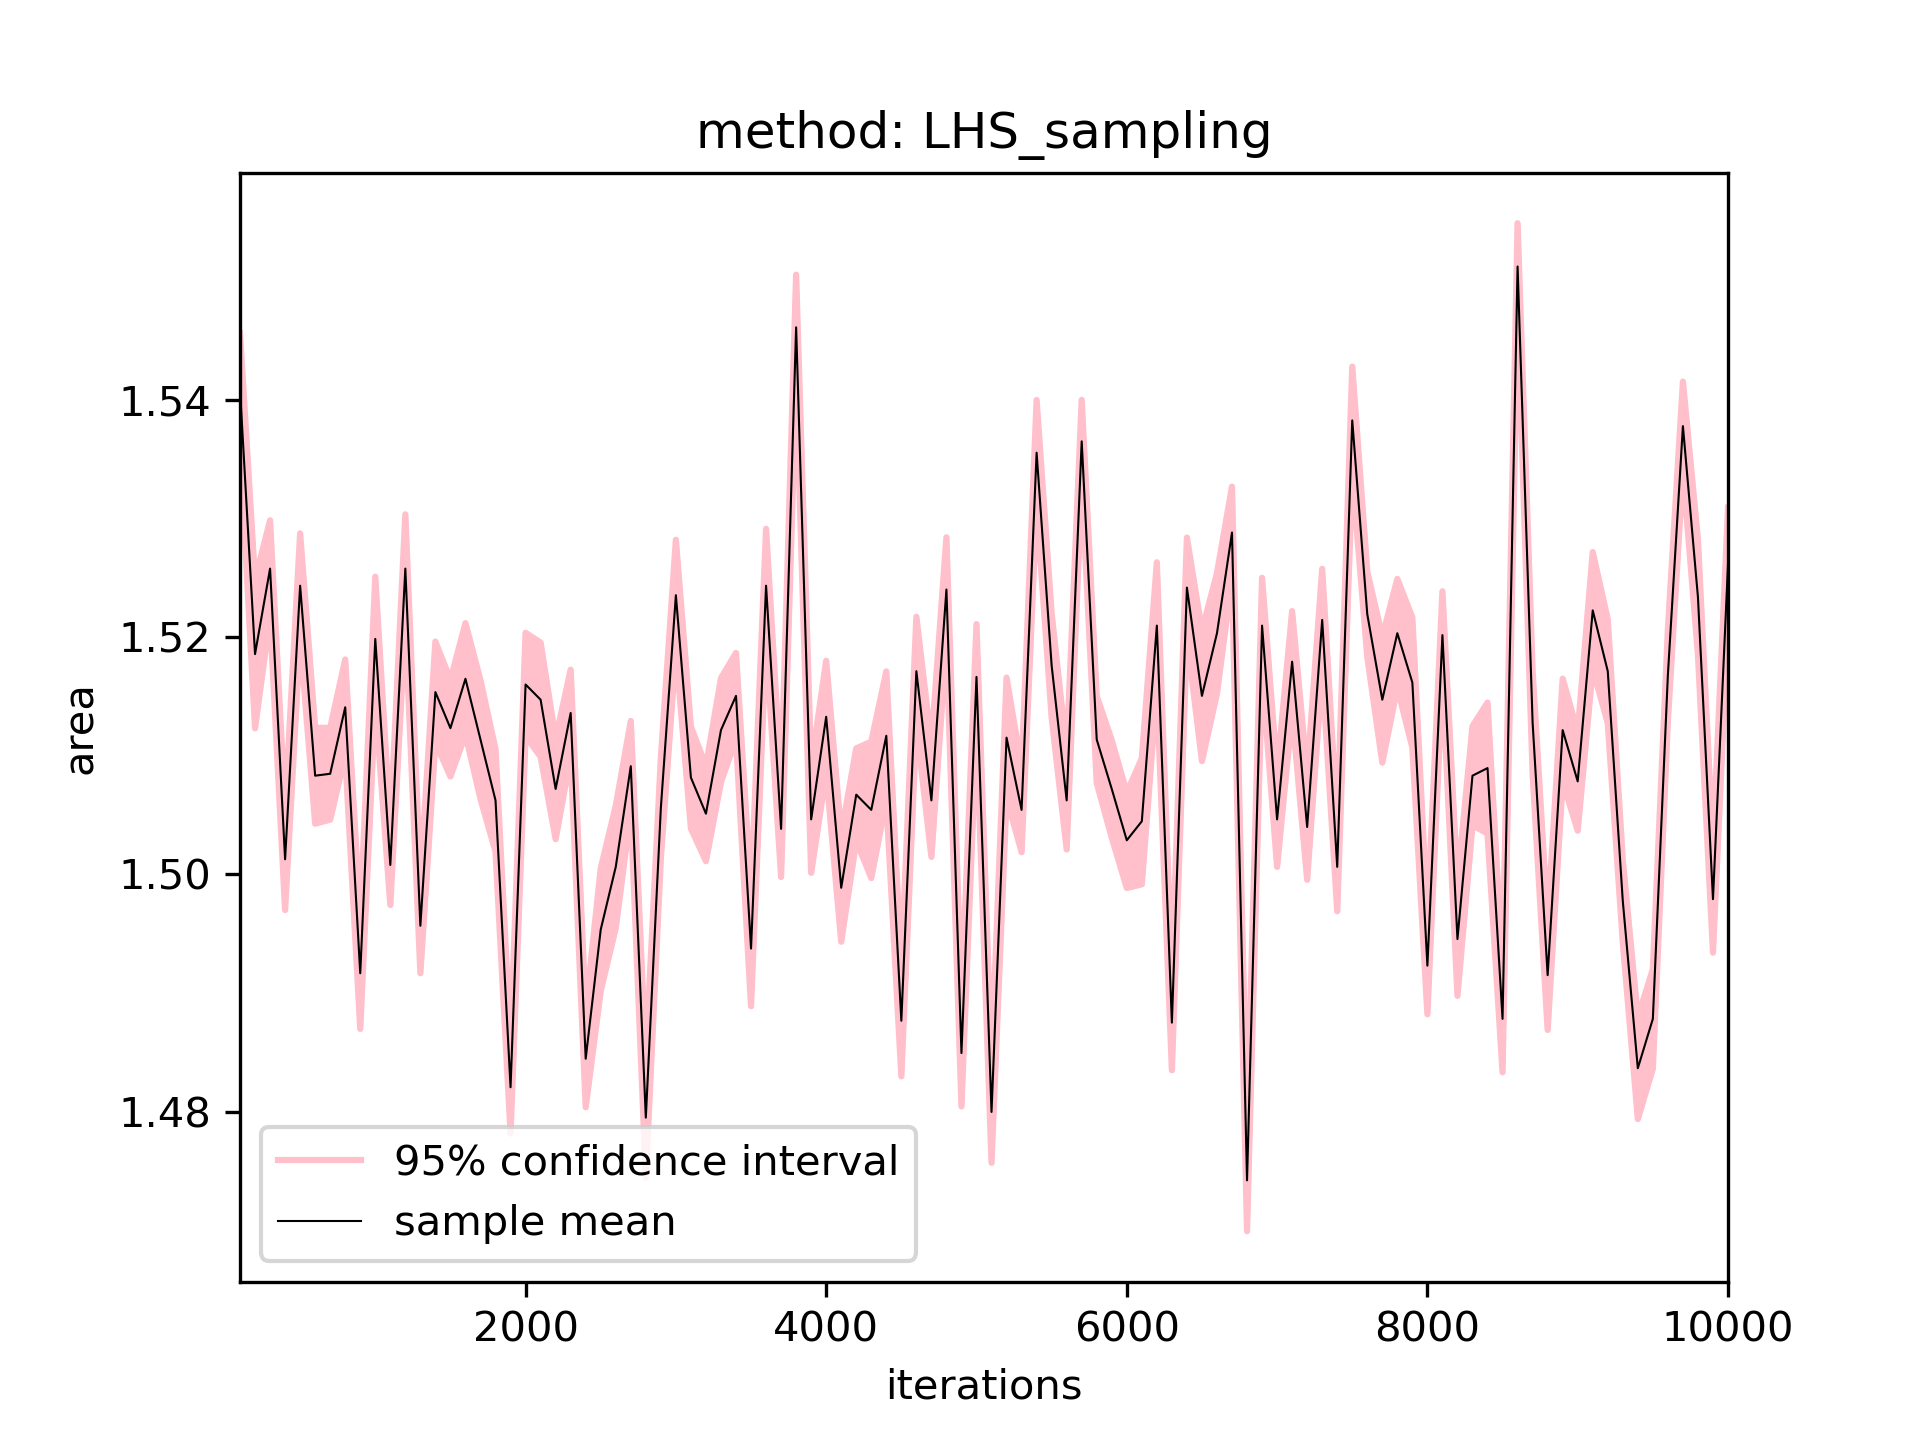 method: LHS_sampling
area
1.54
1.52
1.50
1.48
95% confidence interval
sample mean
2000 4000 6000 8000 10000
iterations